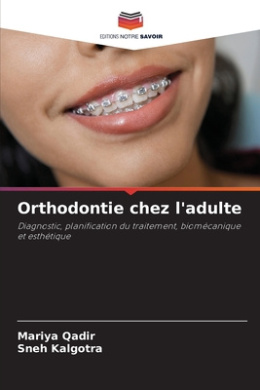 EDITIONS NOTRE SAVOIR
Orthodontie chez l'adulte
Diagnostic, planification du traitement, biomécanique
et esthétique
Mariya Qadir
Sneh Kalgotra